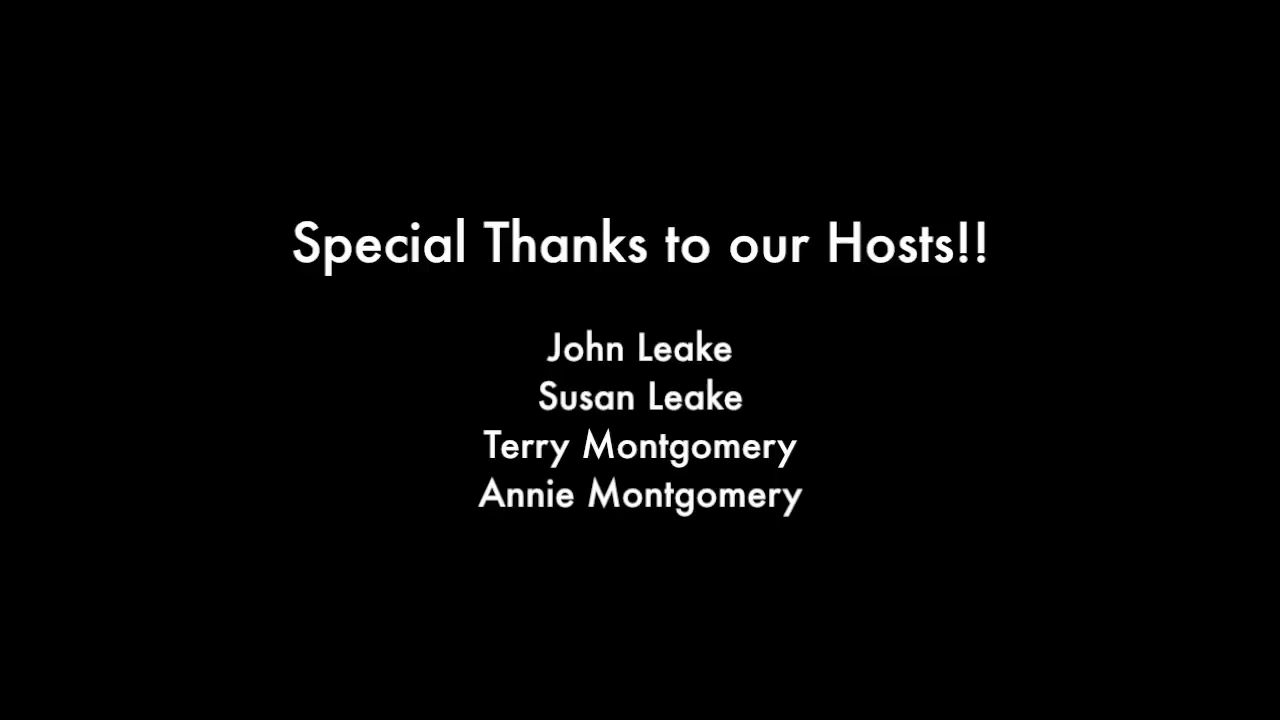 Special Thanks to our Hosts!!
John Leake
Susan Leake
Terry Montgomery
Annie Montgomery